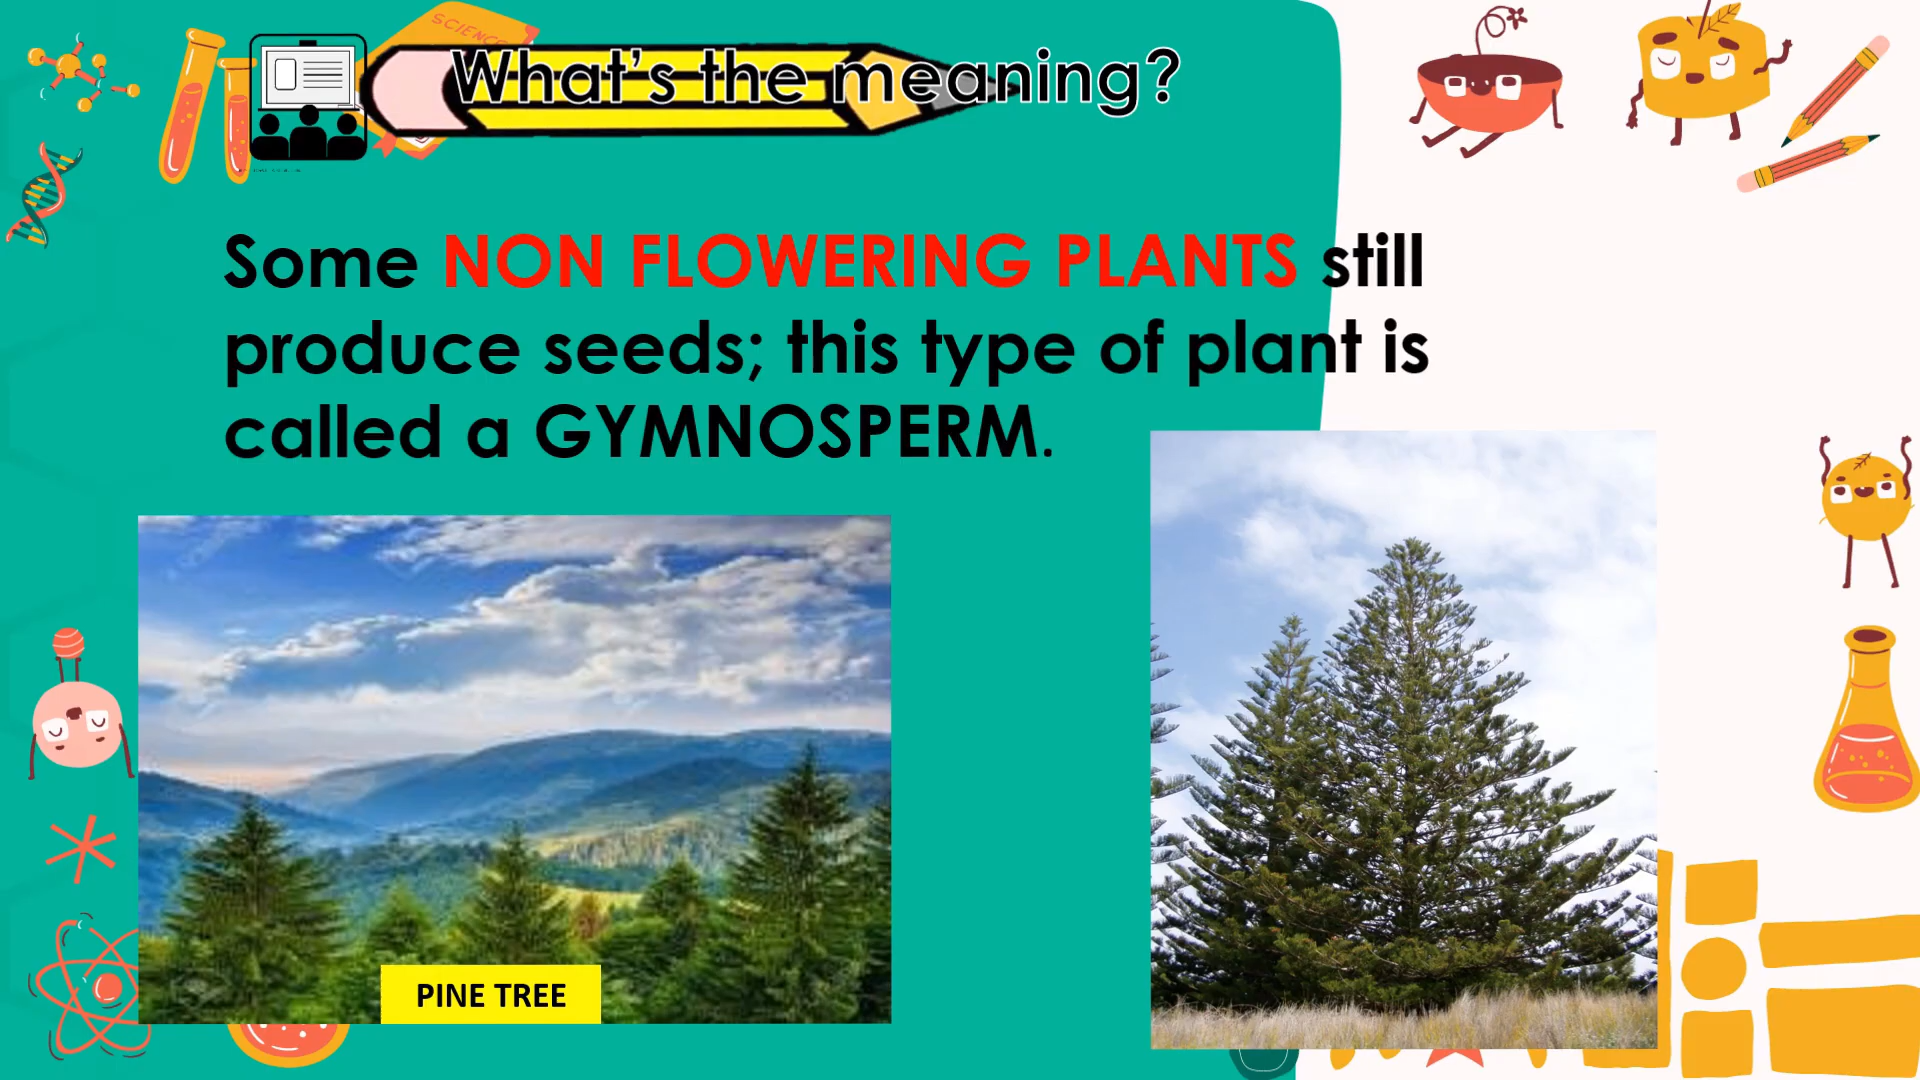 SCIENCE
What's the meaning?
Some NON FLOWERING PLANTS still
produce seeds; this type of plant is
called a GYMNOSPERM.
PINE TREE